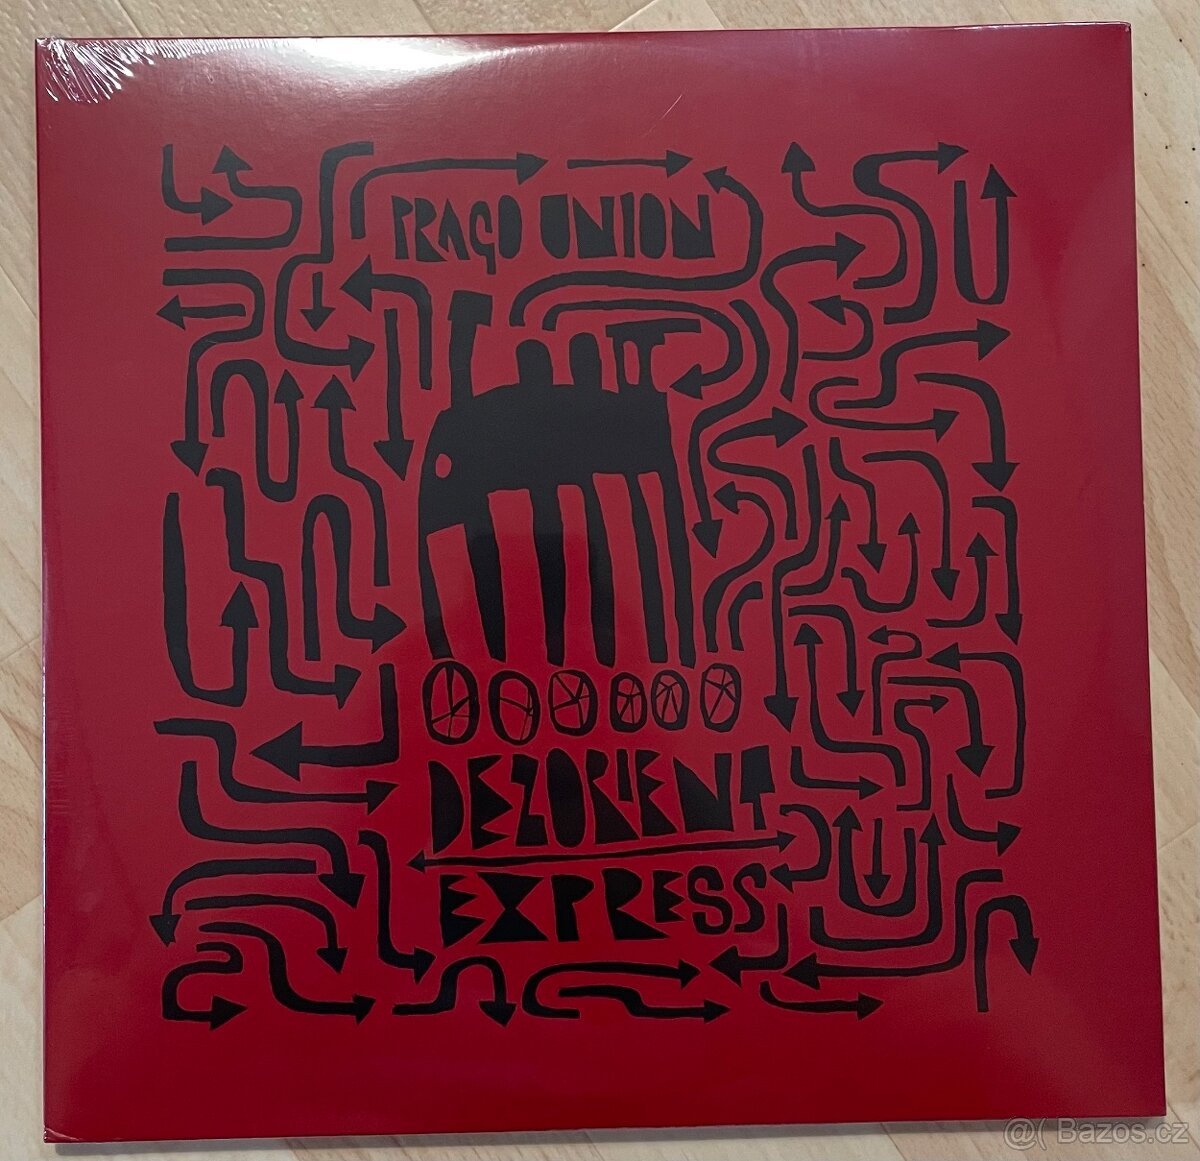 PRAGO UNION
DEZORIENT
EXPRESS
@( Bazos.cz